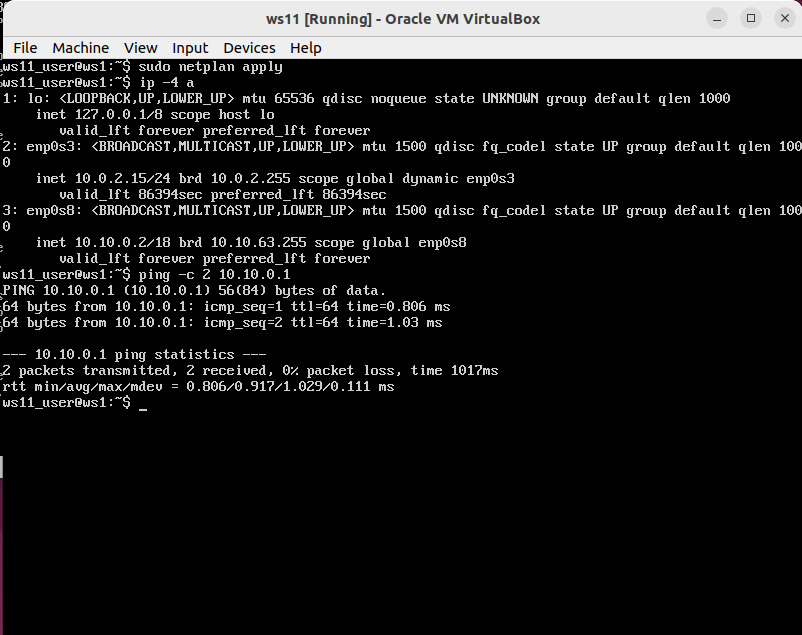 ws11 [Running] - Oracle VM VirtualBox
File Machine View Input Devices Help
ws11_user@ws1:~$ sudo netplan apply
ws11_user@ws1:~$ ip -4 a
1: lo: <LOOPBACK,UP,LOWER_UP> mtu 65536 qdisc noqueue state UNKNOWN group default qlen 1000
    inet 127.0.0.1/8 scope host lo
       valid_lft forever preferred_lft forever
2: enp0s3: <BROADCAST,MULTICAST,UP,LOWER_UP> mtu 1500 qdisc fq_codel state UP group default qlen 100
0
    inet 10.0.2.15/24 brd 10.0.2.255 scope global dynamic enp0s3
       valid_lft 86394sec preferred_lft 86394sec
3: enp0s8: <BROADCAST,MULTICAST,UP,LOWER_UP> mtu 1500 qdisc fq_codel state UP group default qlen 100
0
    inet 10.10.0.2/18 brd 10.10.63.255 scope global enp0s8
       valid_lft forever preferred_lft forever
ws11_user@ws1:~$ ping -c 2 10.10.0.1
PING 10.10.0.1 (10.10.0.1) 56(84) bytes of data.
64 bytes from 10.10.0.1: icmp_seq=1 ttl=64 time=0.806 ms
64 bytes from 10.10.0.1: icmp_seq=2 ttl=64 time=1.03 ms

--- 10.10.0.1 ping statistics ---
2 packets transmitted, 2 received, 0% packet loss, time 1017ms
rtt min/avg/max/mdev = 0.806/0.917/1.029/0.111 ms
ws11_user@ws1:~$ _